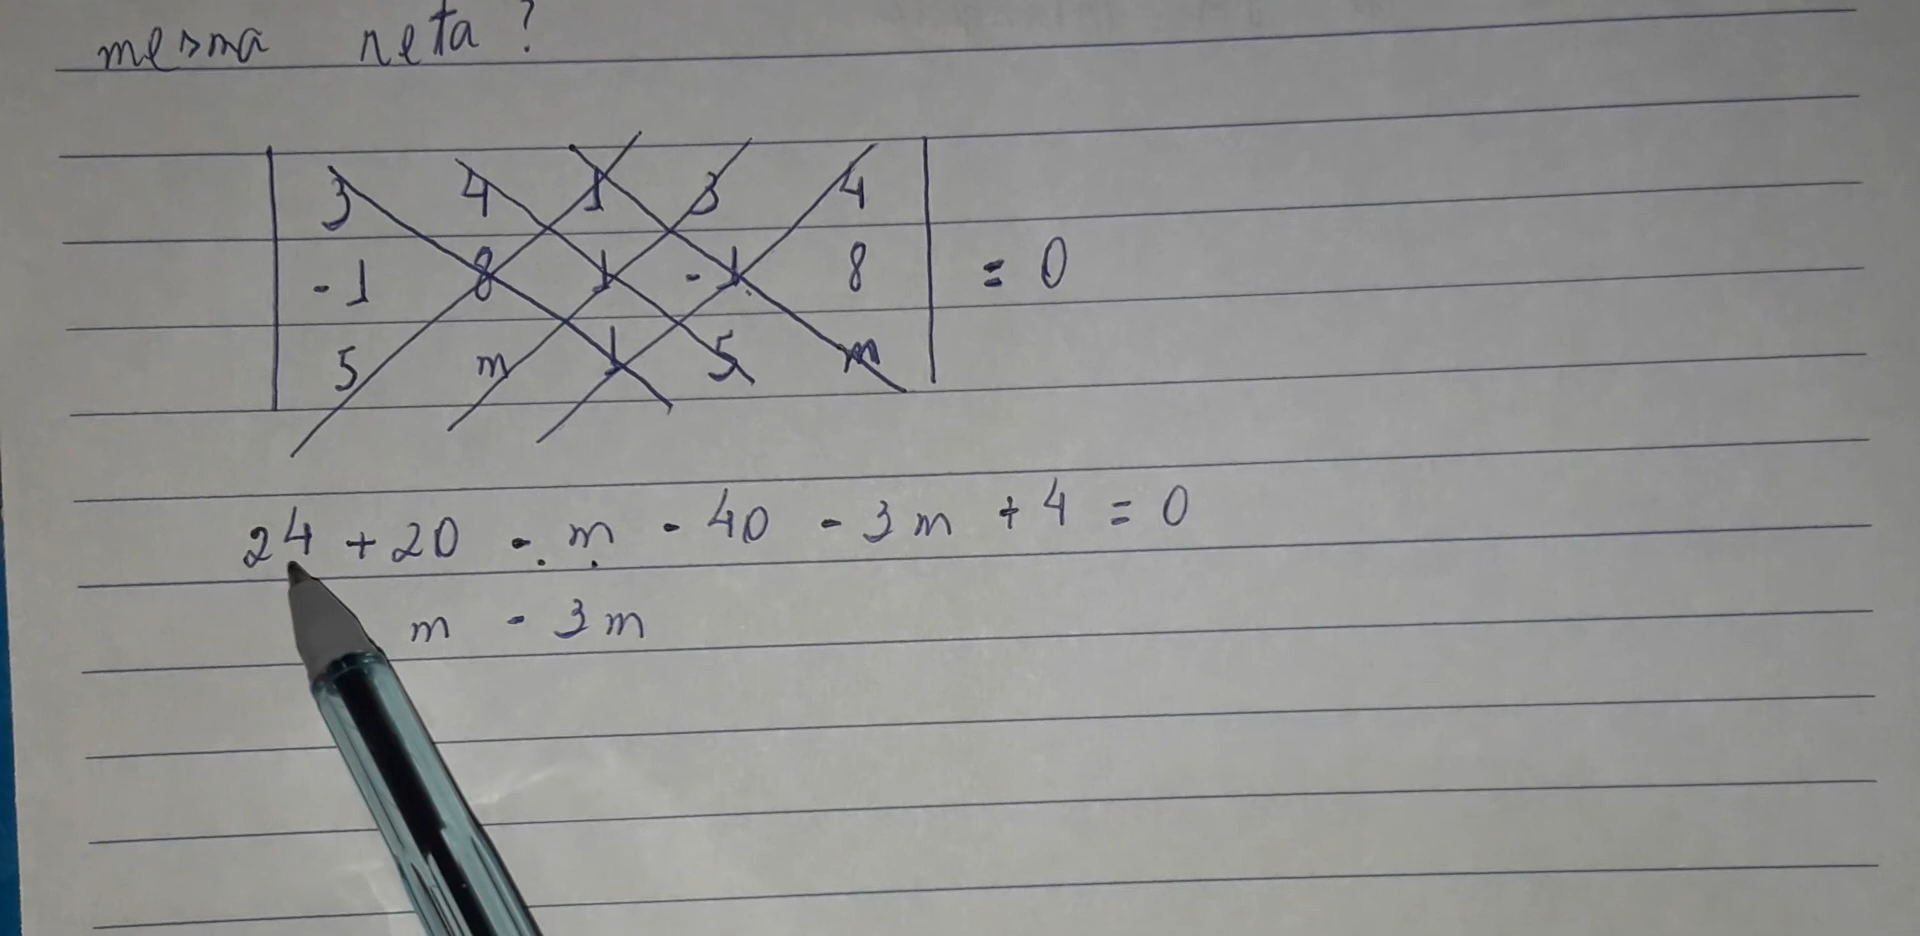 mesma reta ?
3 4 1 3 4
- 1 8 1 - 1 8 = 0
5 m 1 5 m
24 + 20 - m - 40 - 3m + 4 = 0
m - 3m